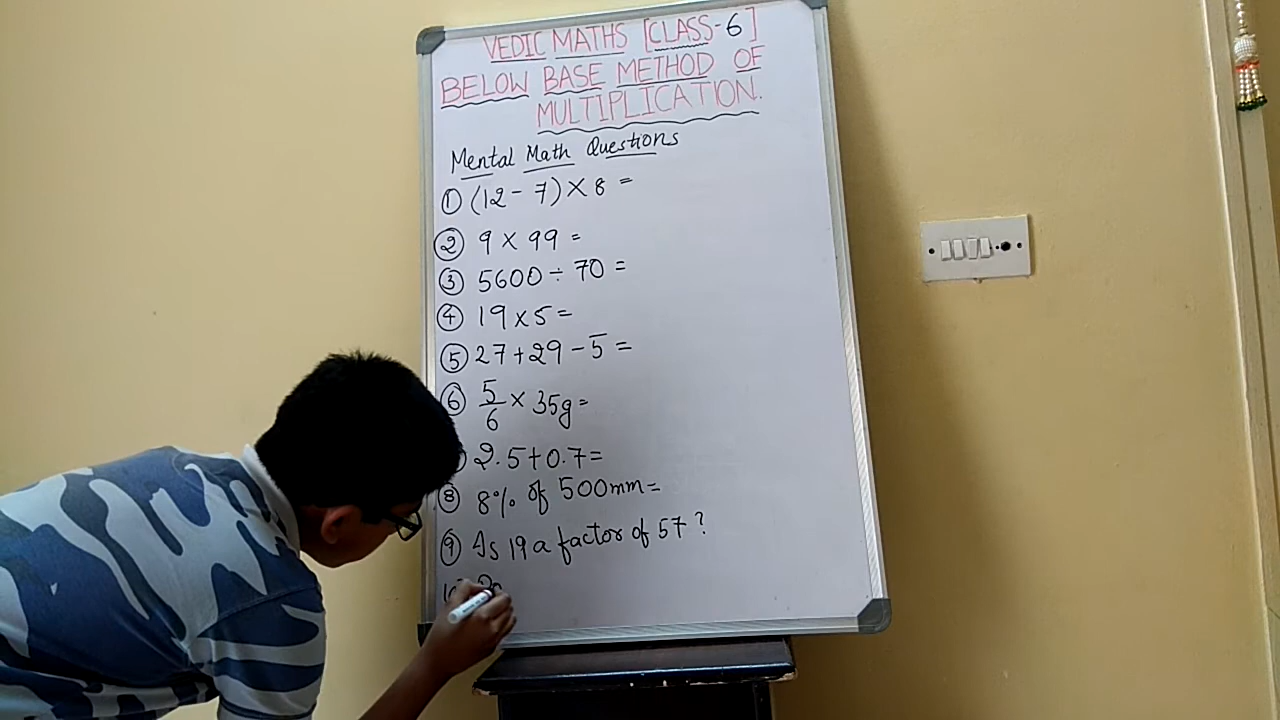 VEDIC MATHS [CLASS-6]
BELOW BASE METHOD OF
MULTIPLICATION.
Mental Math Questions
① (12 - 7) × 8 =
② 9 × 99 =
③ 5600 ÷ 70 =
④ 19 × 5 =
⑤ 27 + 29 - 5 =
⑥ 5/6 × 35g =
2.5 + 0.7 =
⑧ 8% of 500mm =
⑨ Is 19 a factor of 57 ?